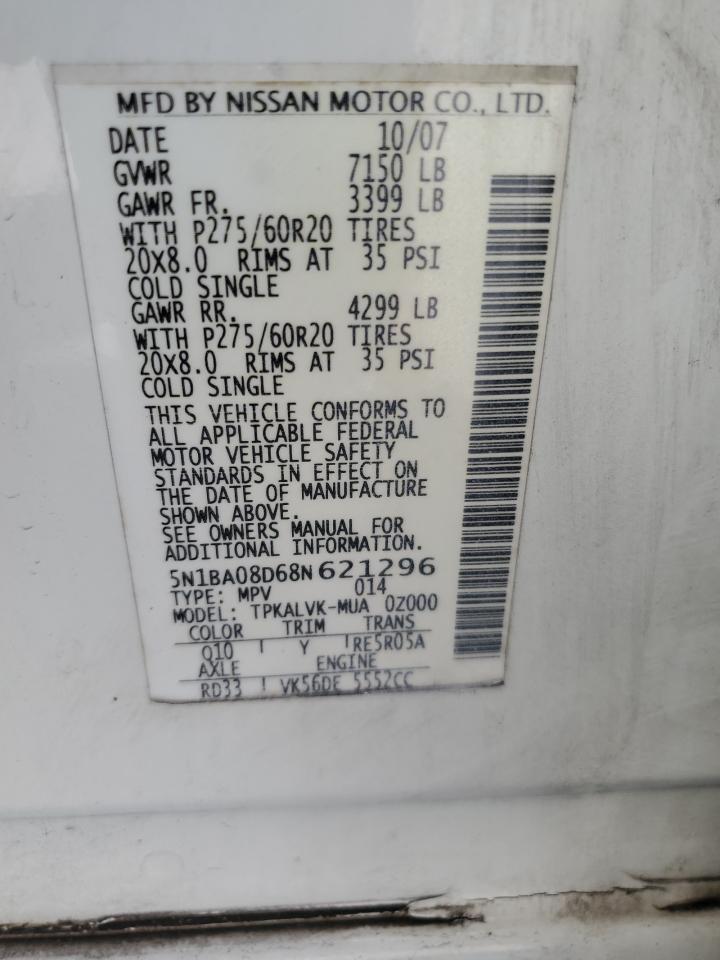 MFD BY NISSAN MOTOR CO., LTD.
DATE 10/07
GVWR 7150 LB
GAWR FR. 3399 LB
WITH P275/60R20 TIRES
20X8.0 RIMS AT 35 PSI
COLD SINGLE
GAWR RR. 4299 LB
WITH P275/60R20 TIRES
20X8.0 RIMS AT 35 PSI
COLD SINGLE
THIS VEHICLE CONFORMS TO
ALL APPLICABLE FEDERAL
MOTOR VEHICLE SAFETY
STANDARDS IN EFFECT ON
THE DATE OF MANUFACTURE
SHOWN ABOVE.
SEE OWNERS MANUAL FOR
ADDITIONAL INFORMATION.
5N1BA08D68N621296
TYPE: MPV 014
MODEL: TPKALVK-MUA 0Z000
COLOR TRIM TRANS
Q10 Y RE5R05A
AXLE ENGINE
RD33 VK56DE 5552CC